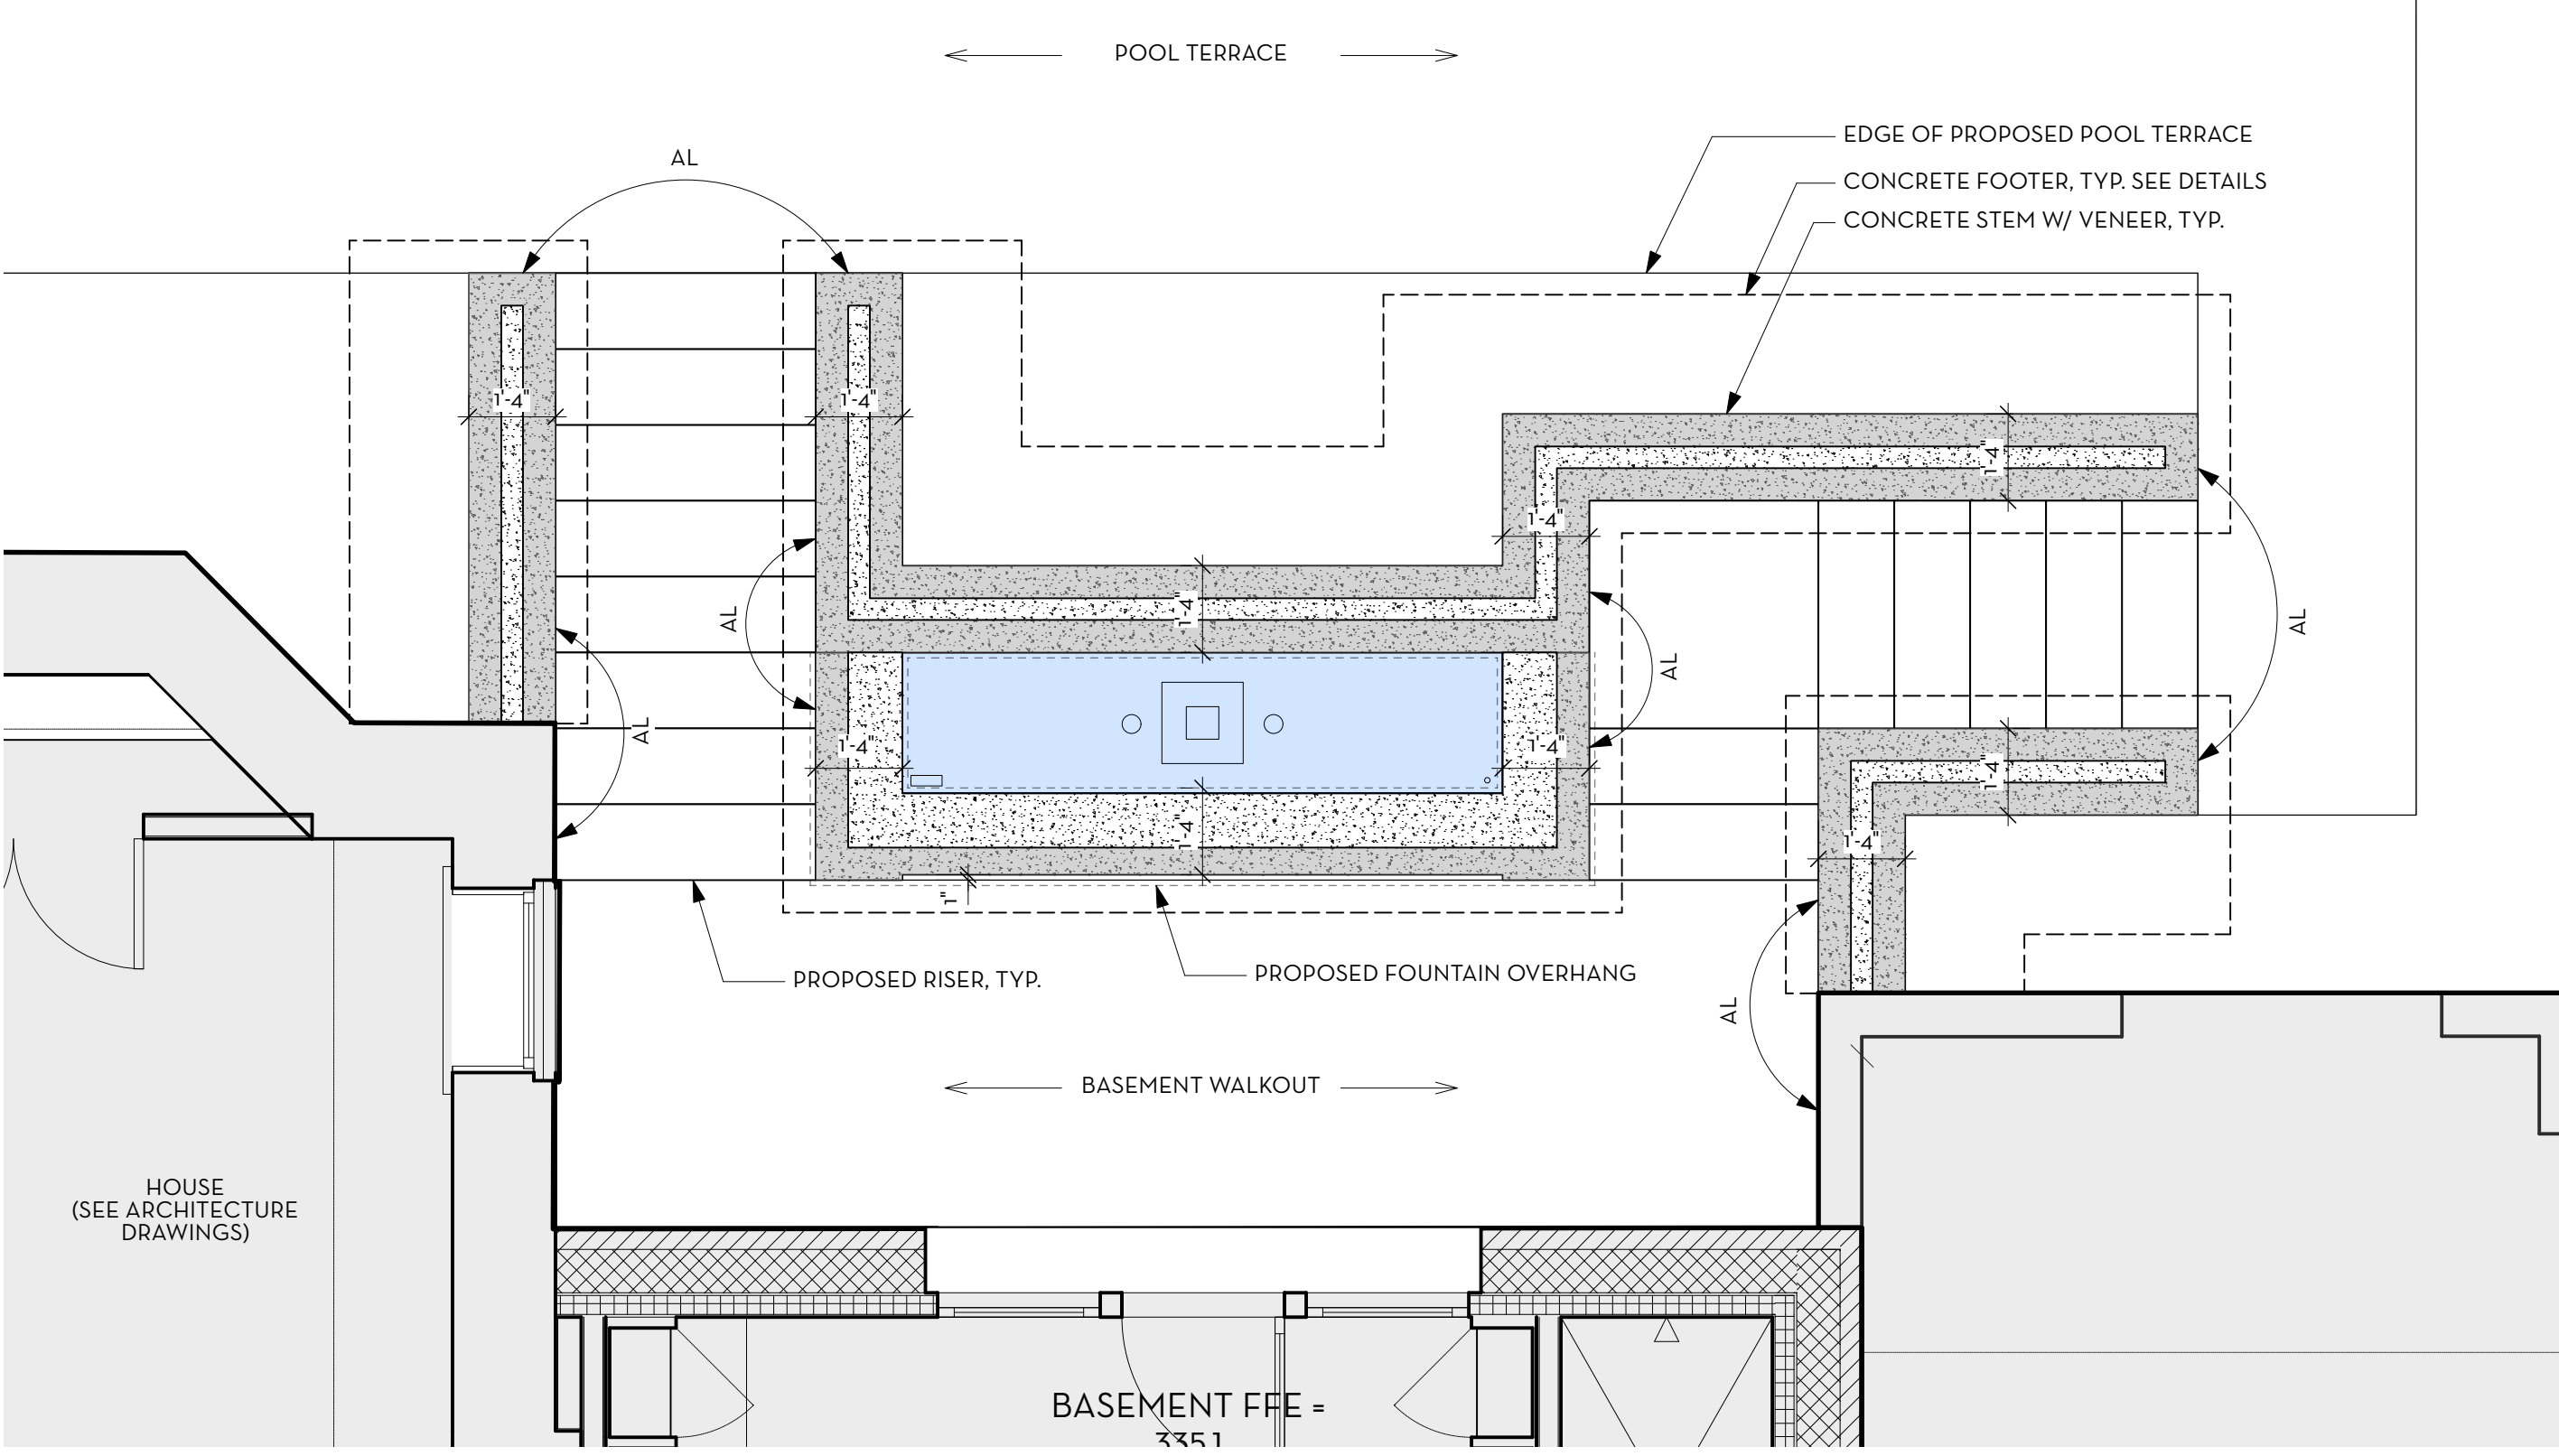 POOL TERRACE
EDGE OF PROPOSED POOL TERRACE
AL
CONCRETE FOOTER, TYP. SEE DETAILS
CONCRETE STEM W/ VENEER, TYP.
1'-4"
1'-4"
1'-4"
1'-4"
1'-4"
AL
AL
AL
AL
1'-4"
1'-4"
1'-4"
1'-4"
1'-4"
1"
PROPOSED RISER, TYP.
PROPOSED FOUNTAIN OVERHANG
AL
BASEMENT WALKOUT
HOUSE
(SEE ARCHITECTURE
DRAWINGS)
BASEMENT FFE =